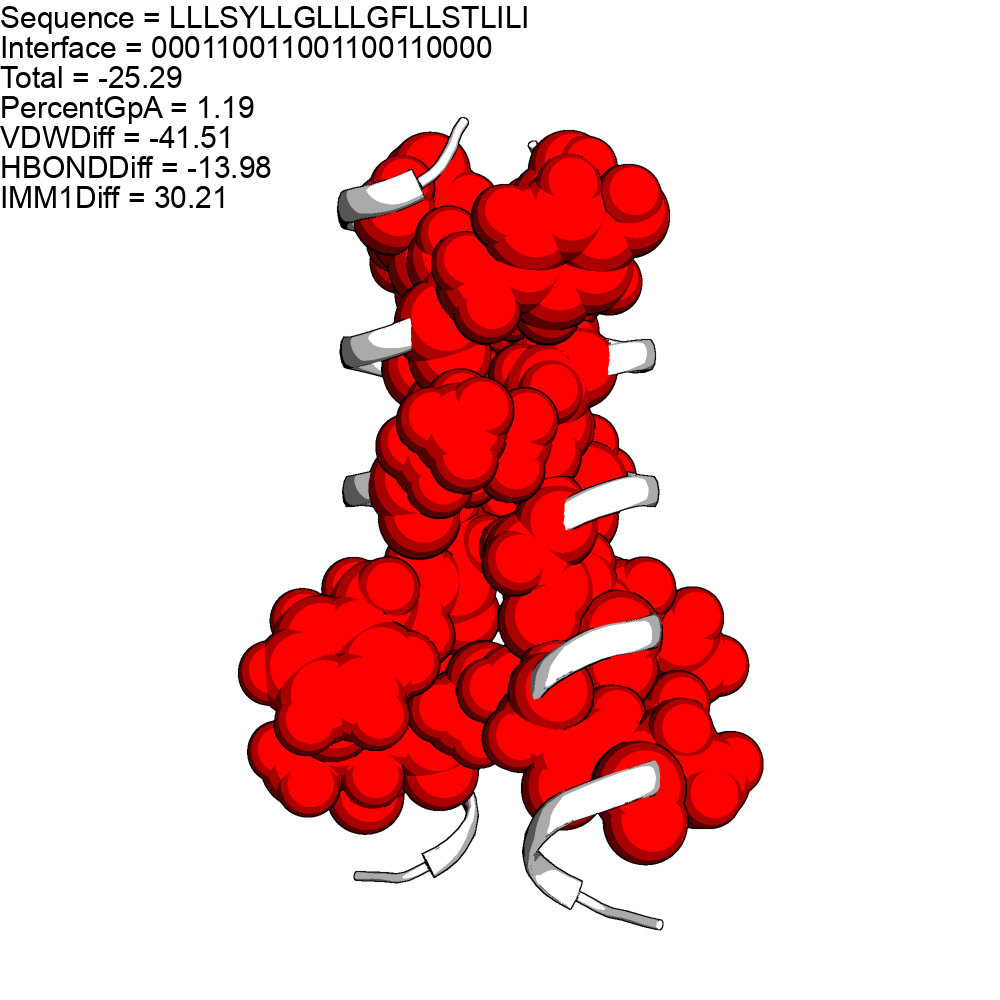 Sequence = LLLSYLLGLLLGFLLSTLILI
Interface = 000110011001100110000
Total = -25.29
PercentGpA = 1.19
VDWDiff = -41.51
HBONDDiff = -13.98
IMM1Diff = 30.21